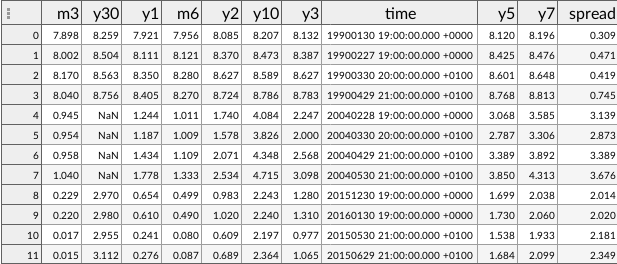 m3 y30 y1 m6 y2 y10 y3 time y5 y7 spread
0 7.898 8.259 7.921 7.956 8.085 8.207 8.132 19900130 19:00:00.000 +0000 8.120 8.196 0.309
1 8.002 8.504 8.111 8.121 8.370 8.473 8.387 19900227 19:00:00.000 +0000 8.425 8.476 0.471
2 8.170 8.563 8.350 8.280 8.627 8.589 8.627 19900330 20:00:00.000 +0100 8.601 8.648 0.419
3 8.040 8.756 8.405 8.270 8.724 8.786 8.783 19900429 21:00:00.000 +0100 8.768 8.813 0.745
4 0.945 NaN 1.244 1.011 1.740 4.084 2.247 20040228 19:00:00.000 +0000 3.068 3.585 3.139
5 0.954 NaN 1.187 1.009 1.578 3.826 2.000 20040330 20:00:00.000 +0100 2.787 3.306 2.873
6 0.958 NaN 1.434 1.109 2.071 4.348 2.568 20040429 21:00:00.000 +0100 3.389 3.892 3.389
7 1.040 NaN 1.778 1.333 2.534 4.715 3.098 20040530 21:00:00.000 +0100 3.850 4.313 3.676
8 0.229 2.970 0.654 0.499 0.983 2.243 1.280 20151230 19:00:00.000 +0000 1.699 2.038 2.014
9 0.220 2.980 0.610 0.490 1.020 2.240 1.310 20160130 19:00:00.000 +0000 1.730 2.060 2.020
10 0.017 2.955 0.241 0.080 0.609 2.197 0.977 20150530 21:00:00.000 +0100 1.538 1.933 2.181
11 0.015 3.112 0.276 0.087 0.689 2.364 1.065 20150629 21:00:00.000 +0100 1.684 2.099 2.349